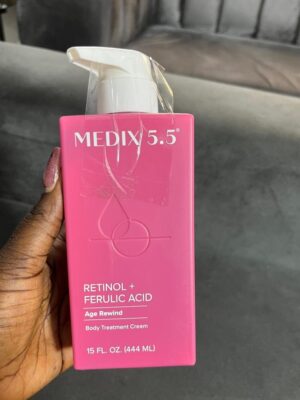 MEDIX 5.5®
RETINOL +
FERULIC ACID
Age Rewind
Body Treatment Cream
15 FL. OZ. (444 ML)